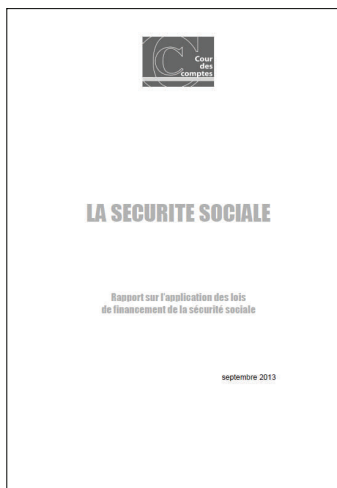 Cour
des
comptes
LA SECURITE SOCIALE
Rapport sur l'application des lois
de financement de la sécurité sociale
septembre 2013